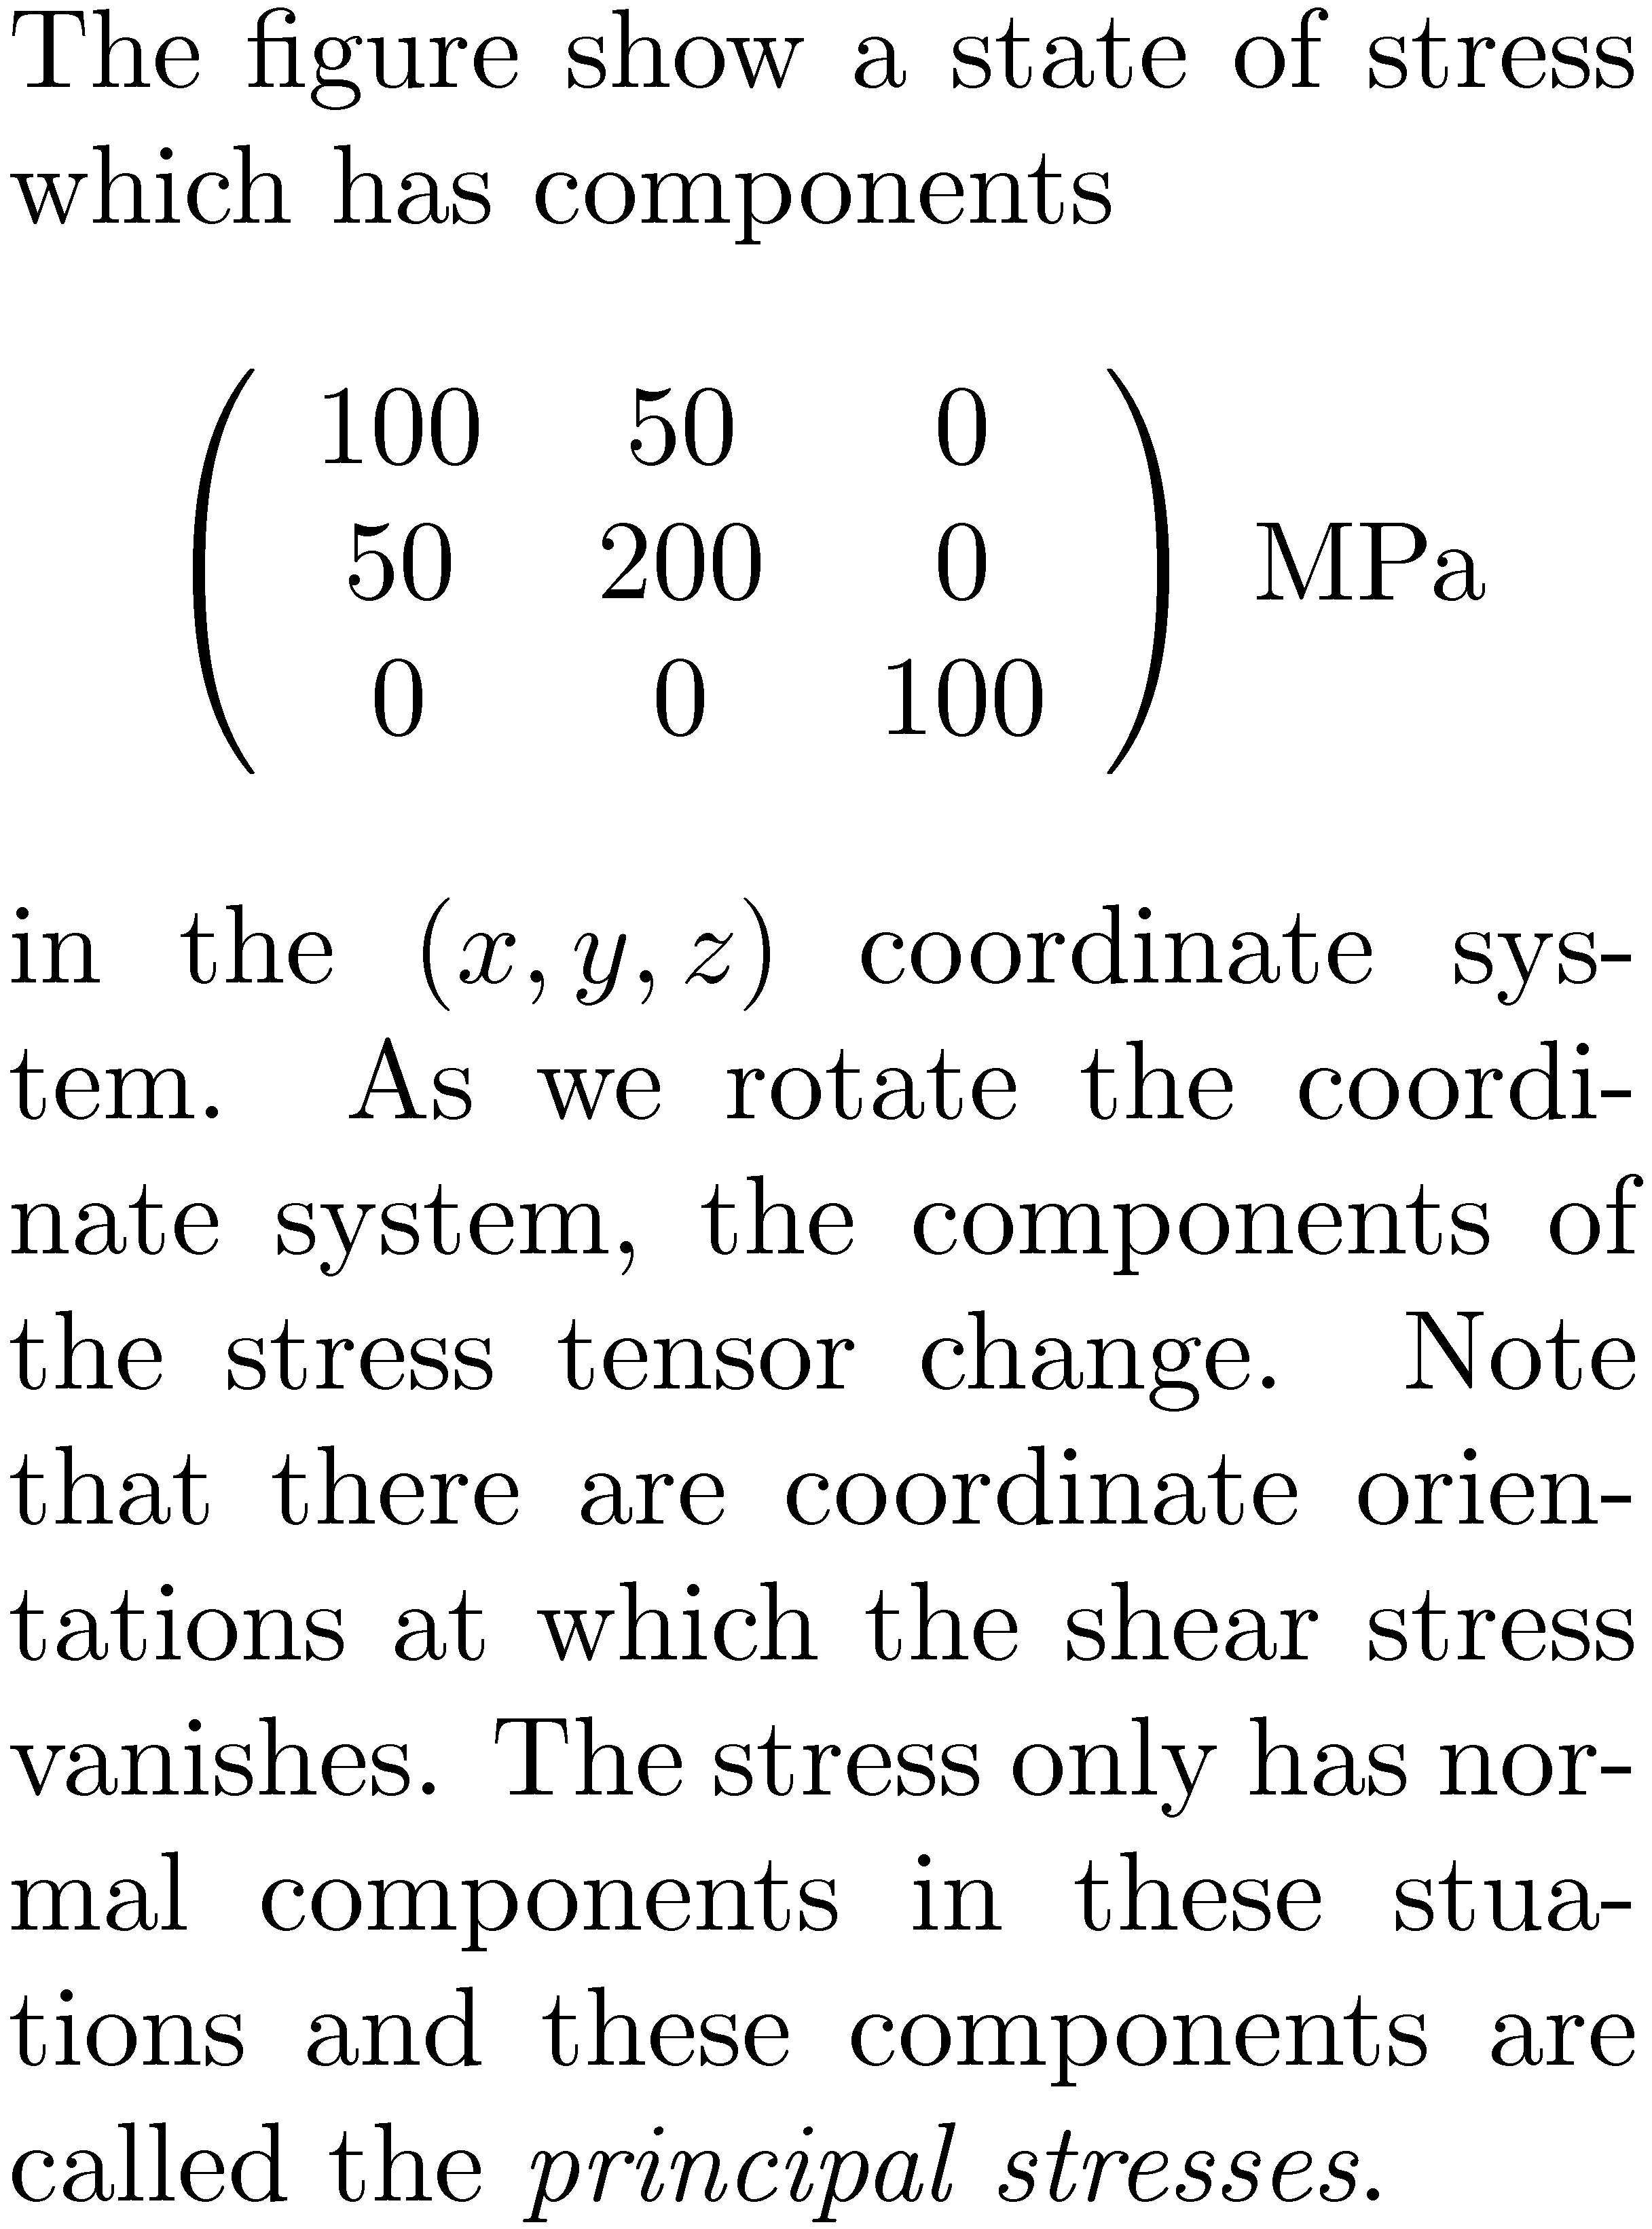 The figure show a state of stress
which has components
100 50 0
50 200 0 MPa
0 0 100
in the (x, y, z) coordinate sys-
tem. As we rotate the coordi-
nate system, the components of
the stress tensor change. Note
that there are coordinate orien-
tations at which the shear stress
vanishes. The stress only has nor-
mal components in these stua-
tions and these components are
called the principal stresses.